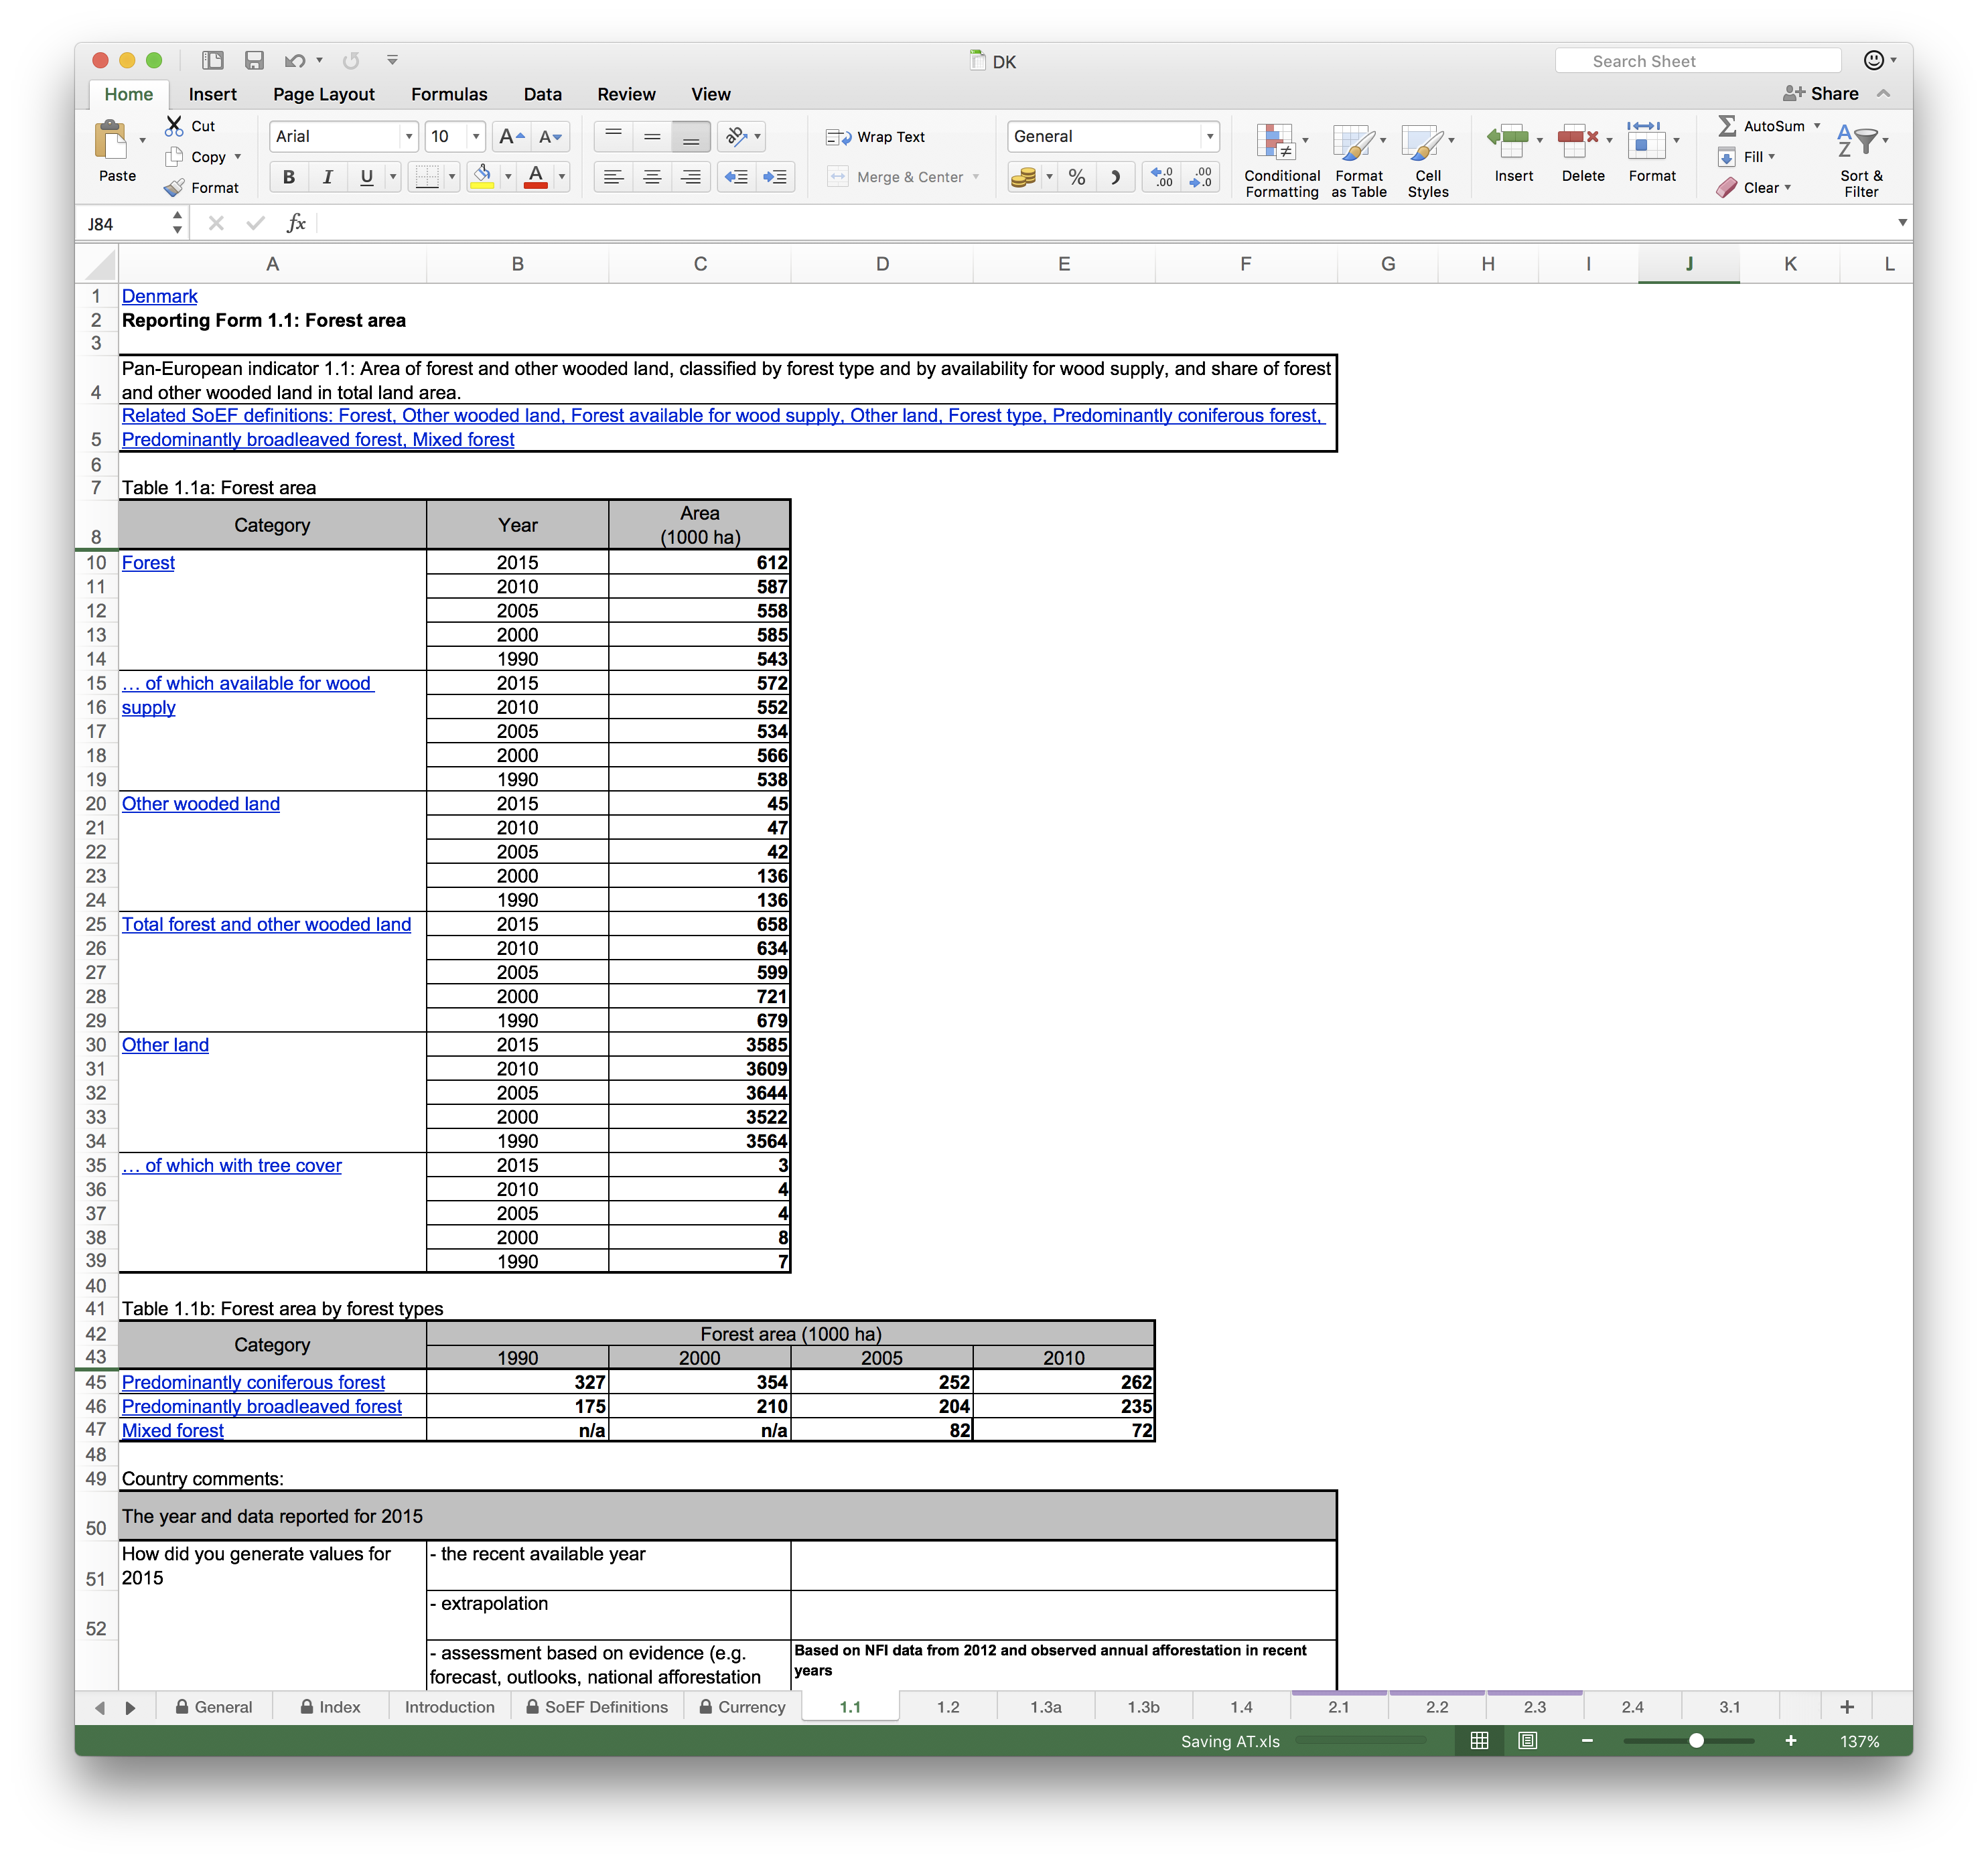 DK
Search Sheet
Home Insert Page Layout Formulas Data Review View Share
Paste
Cut
Copy
Format
Arial 10 A A
B I U A
ab
Wrap Text
Merge & Center
General
%
.0 .00 .00 .0
Conditional Formatting
Format as Table
Cell Styles
Insert
Delete
Format
AutoSum
Fill
Clear
A Z
Sort & Filter
J84 fx
A B C D E F G H I J K L
1 Denmark
2 Reporting Form 1.1: Forest area
3
Pan-European indicator 1.1: Area of forest and other wooded land, classified by forest type and by availability for wood supply, and share of forest
4 and other wooded land in total land area.
Related SoEF definitions: Forest, Other wooded land, Forest available for wood supply, Other land, Forest type, Predominantly coniferous forest,
5 Predominantly broadleaved forest, Mixed forest
6
7 Table 1.1a: Forest area
8 Category Year Area
(1000 ha)
10 Forest 2015 612
11 2010 587
12 2005 558
13 2000 585
14 1990 543
15 ... of which available for wood 2015 572
16 supply 2010 552
17 2005 534
18 2000 566
19 1990 538
20 Other wooded land 2015 45
21 2010 47
22 2005 42
23 2000 136
24 1990 136
25 Total forest and other wooded land 2015 658
26 2010 634
27 2005 599
28 2000 721
29 1990 679
30 Other land 2015 3585
31 2010 3609
32 2005 3644
33 2000 3522
34 1990 3564
35 ... of which with tree cover 2015 3
36 2010 4
37 2005 4
38 2000 8
39 1990 7
40
41 Table 1.1b: Forest area by forest types
42 Category Forest area (1000 ha)
43 1990 2000 2005 2010
45 Predominantly coniferous forest 327 354 252 262
46 Predominantly broadleaved forest 175 210 204 235
47 Mixed forest n/a n/a 82 72
48
49 Country comments:
50 The year and data reported for 2015
How did you generate values for - the recent available year
51 2015
- extrapolation
52
- assessment based on evidence (e.g. Based on NFI data from 2012 and observed annual afforestation in recent
forecast, outlooks, national afforestation years
General Index Introduction SoEF Definitions Currency 1.1 1.2 1.3a 1.3b 1.4 2.1 2.2 2.3 2.4 3.1 +
Saving AT.xls − + 137%